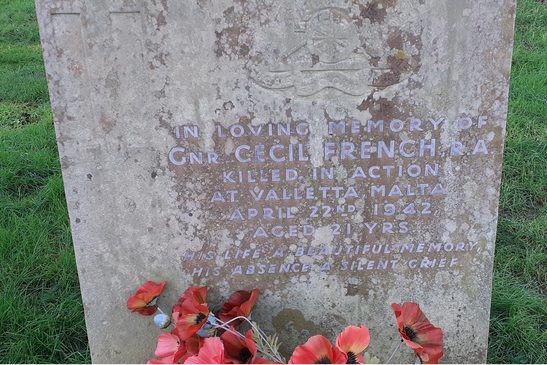 IN LOVING MEMORY OF
GNR CECIL FRENCH, R.A
KILLED IN ACTION
AT VALLETTA MALTA
APRIL 22ND 1942
AGED 21 YRS
HIS LIFE A BEAUTIFUL MEMORY,
HIS ABSENCE A SILENT GRIEF.